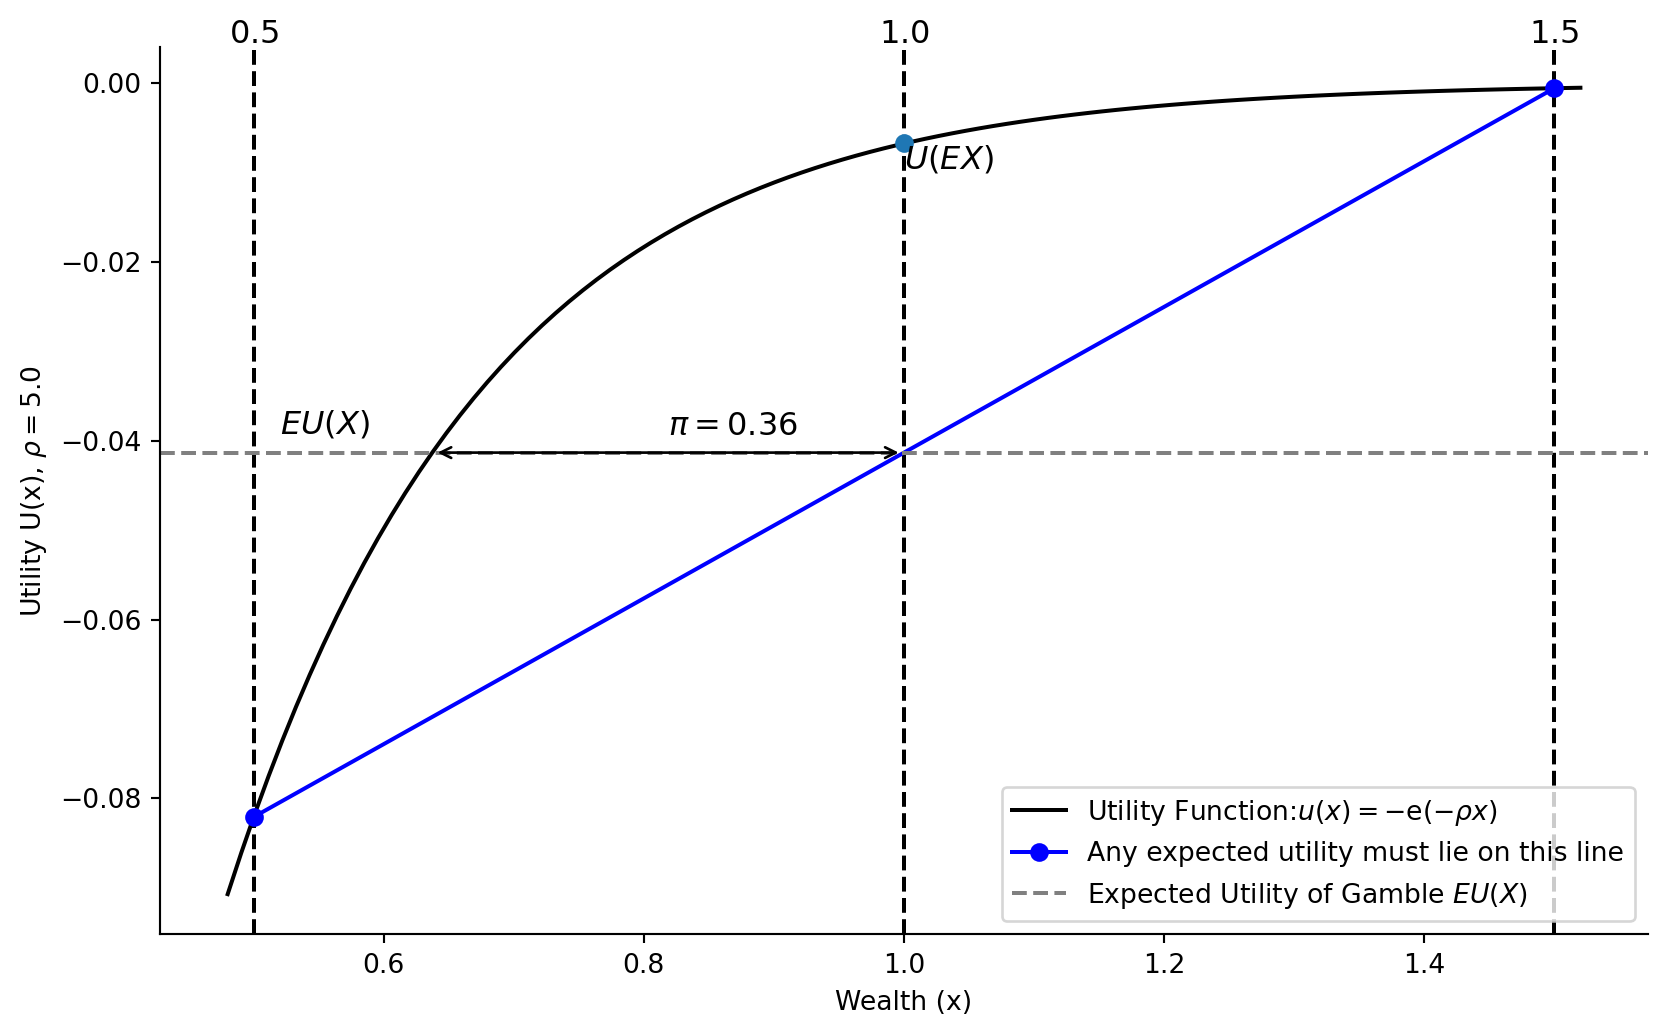 0.5 1.0 1.5
0.00
−0.02
−0.04
−0.06
−0.08
Utility U(x), ρ = 5.0
U(EX)
EU(X)
π = 0.36
Utility Function:u(x) = −e(−ρx)
Any expected utility must lie on this line
Expected Utility of Gamble EU(X)
0.6 0.8 1.0 1.2 1.4
Wealth (x)